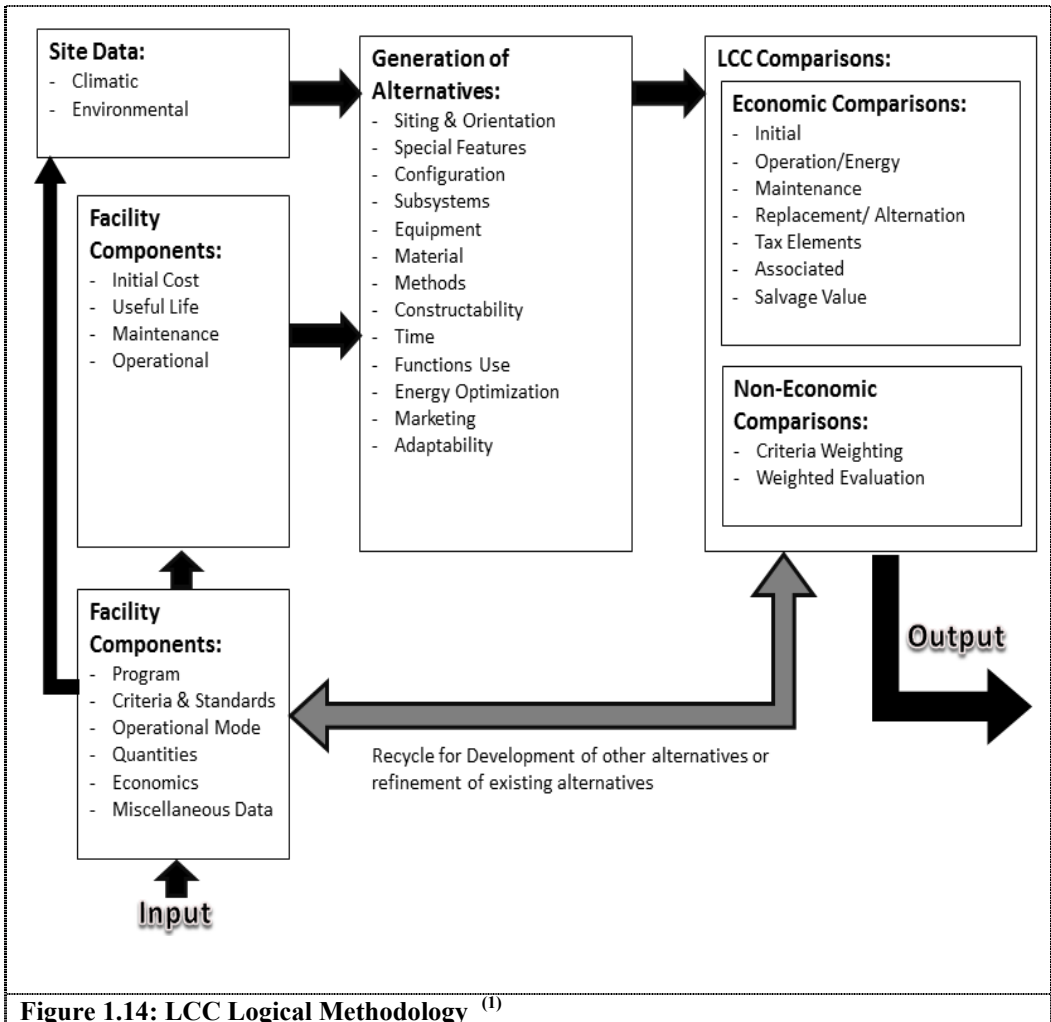 Site Data:
- Climatic
- Environmental
Facility
Components:
- Initial Cost
- Useful Life
- Maintenance
- Operational
Facility
Components:
- Program
- Criteria & Standards
- Operational Mode
- Quantities
- Economics
- Miscellaneous Data
Input
Generation of
Alternatives:
- Siting & Orientation
- Special Features
- Configuration
- Subsystems
- Equipment
- Material
- Methods
- Constructability
- Time
- Functions Use
- Energy Optimization
- Marketing
- Adaptability
LCC Comparisons:
Economic Comparisons:
- Initial
- Operation/Energy
- Maintenance
- Replacement/ Alternation
- Tax Elements
- Associated
- Salvage Value
Non-Economic
Comparisons:
- Criteria Weighting
- Weighted Evaluation
Output
Recycle for Development of other alternatives or
refinement of existing alternatives
Figure 1.14: LCC Logical Methodology (1)